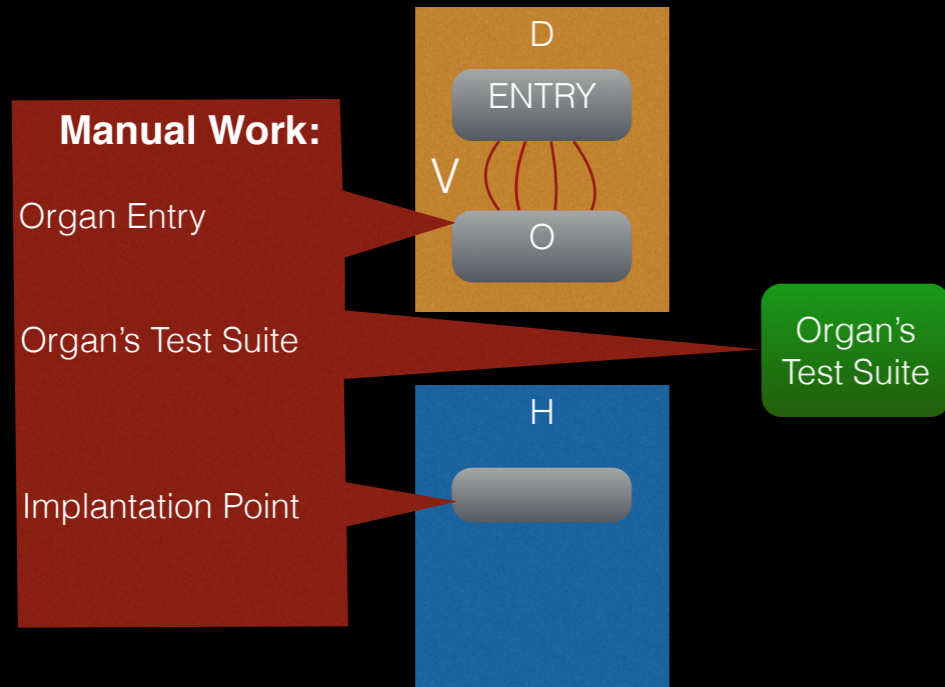 Manual Work:
Organ Entry
Organ's Test Suite
Implantation Point
D
ENTRY
V
O
H
Organ's
Test Suite